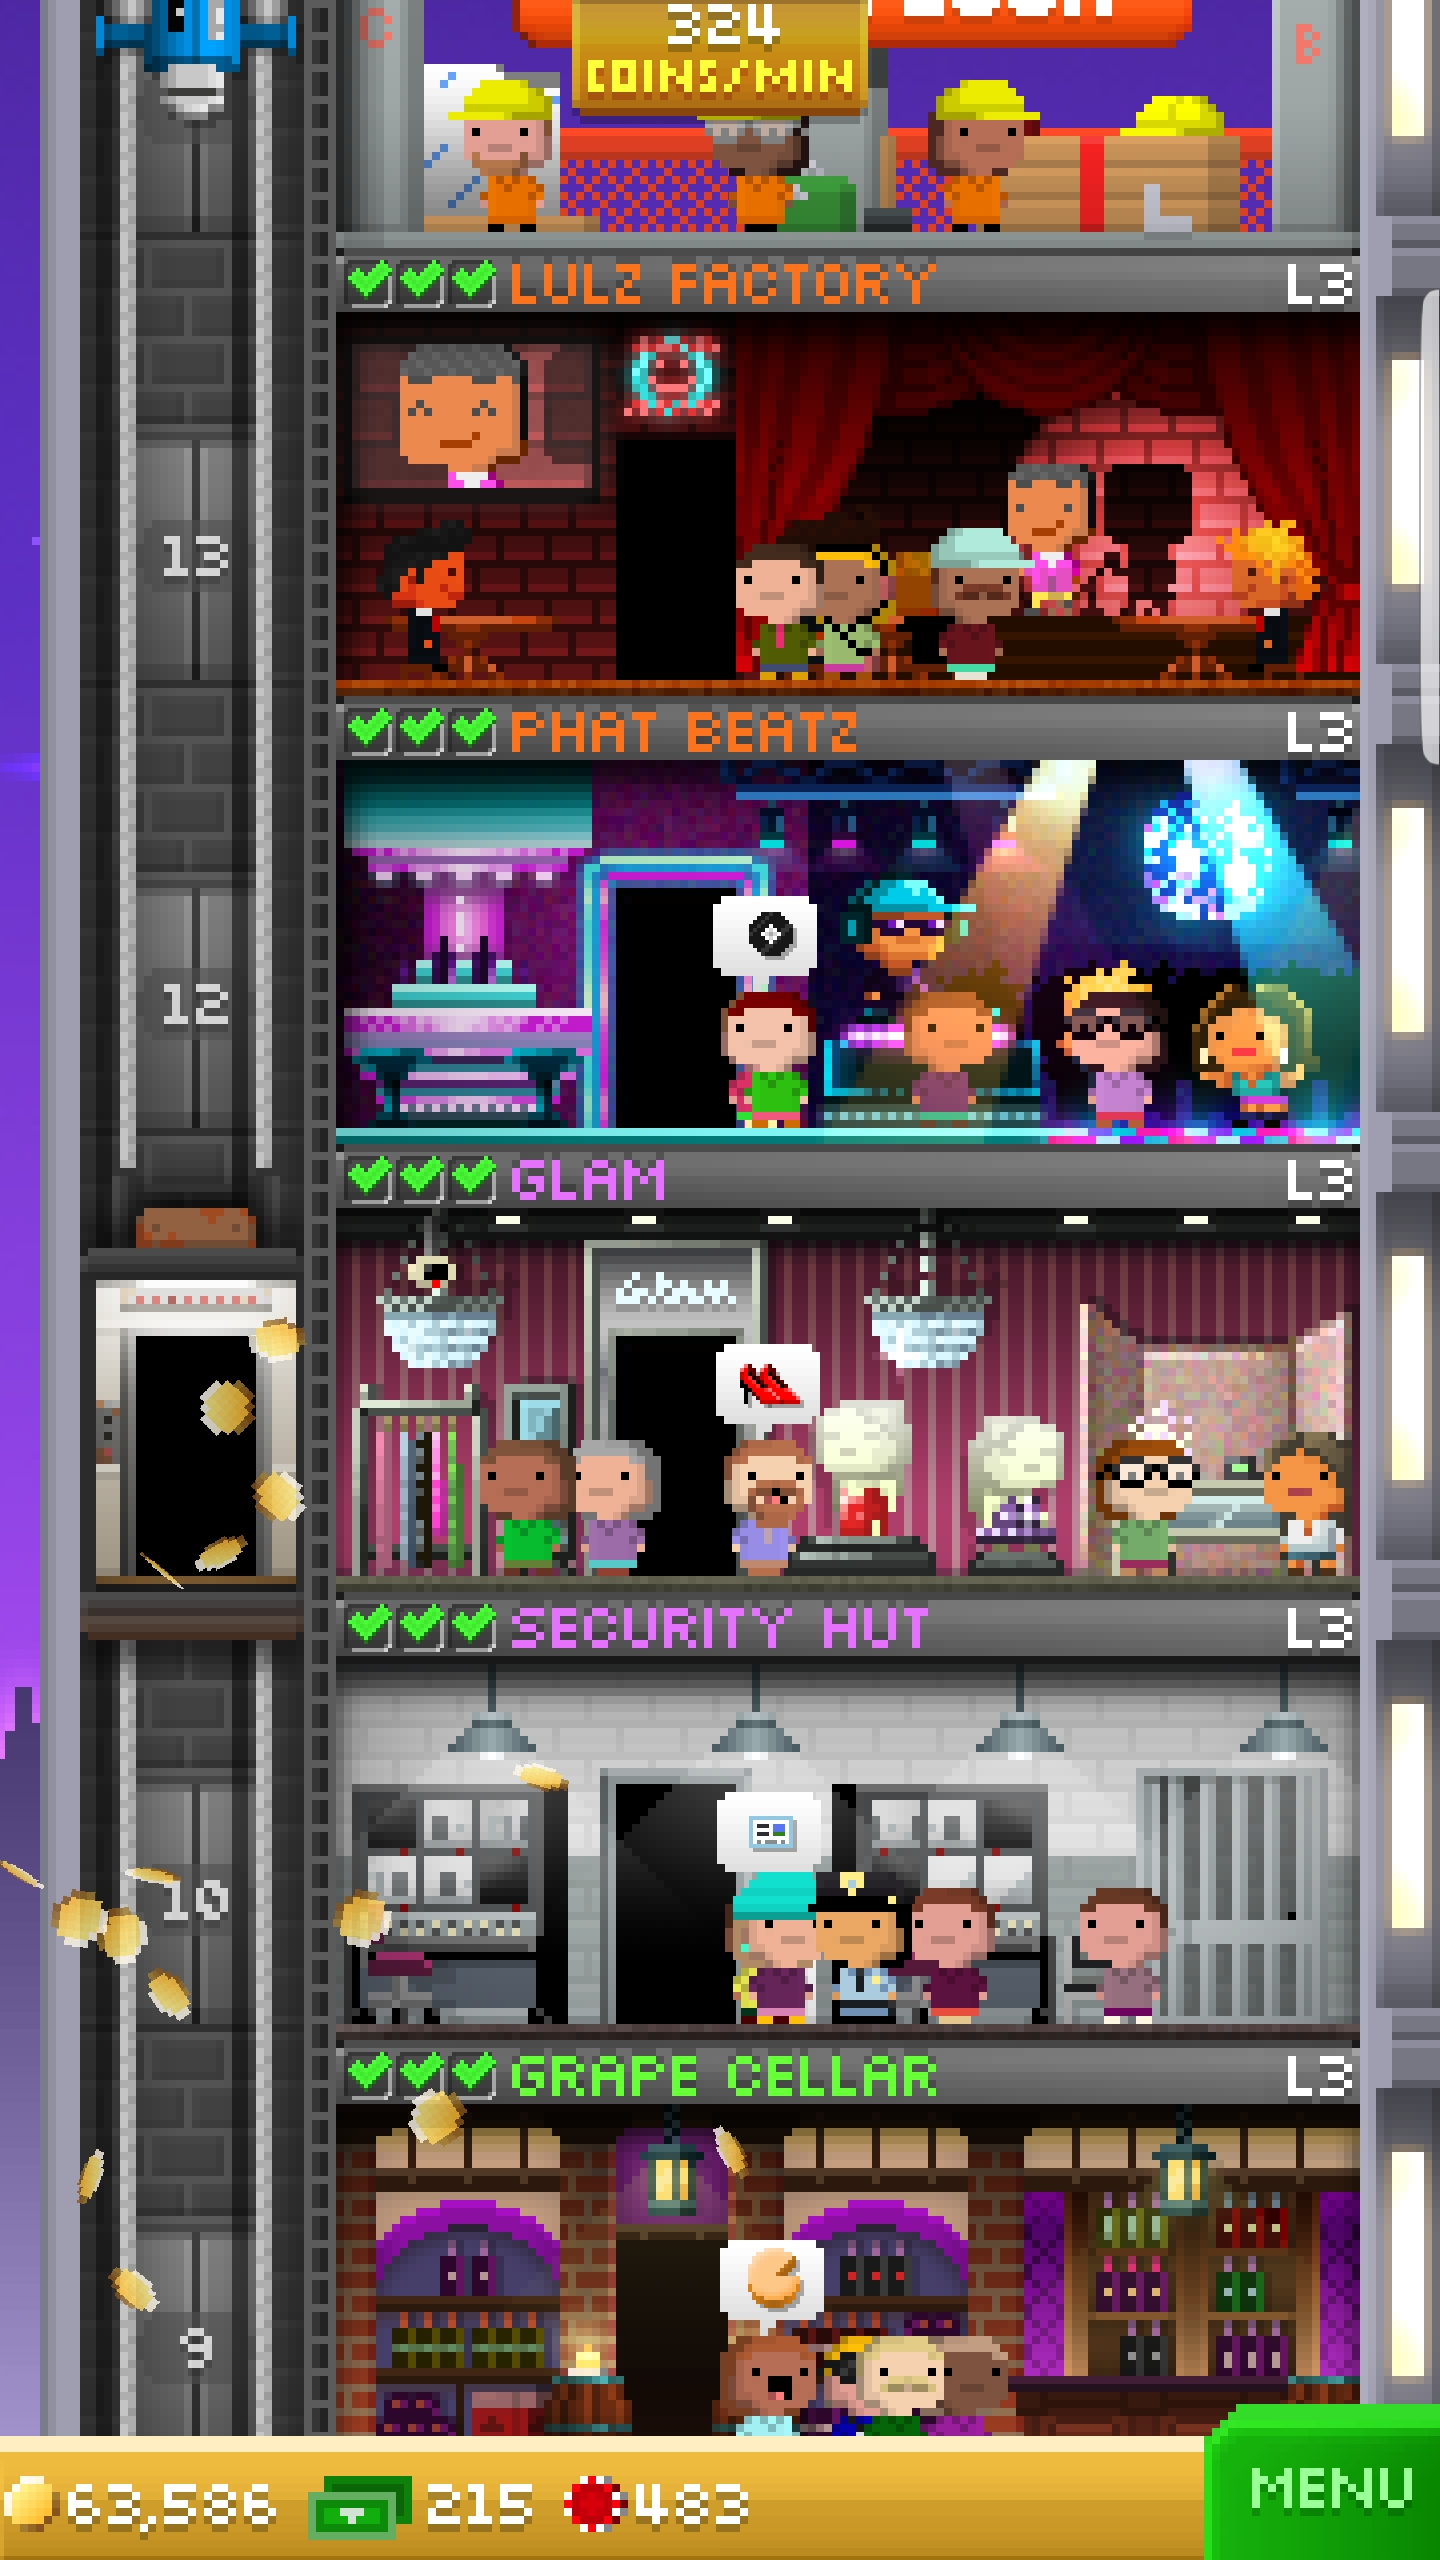 C
324
COINS/MIN
B
LULZ FACTORY
L3
13
PHAT BEATZ
L3
12
GLAM
L3
Glam
SECURITY HUT
L3
10
GRAPE CELLAR
L3
9
63,586
215
483
MENU